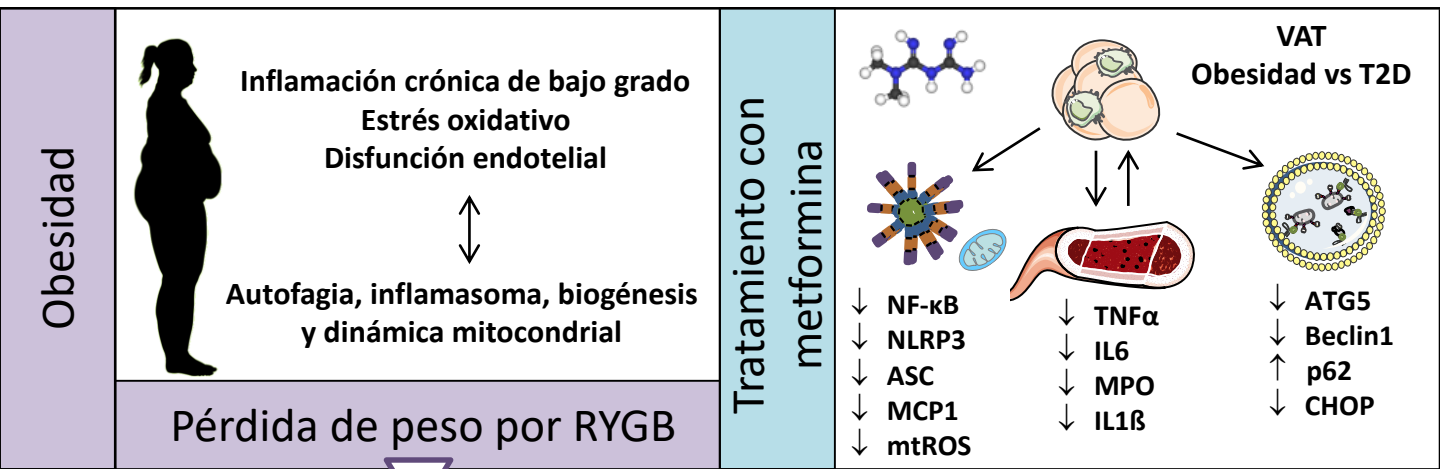 Obesidad
Inflamación crónica de bajo grado
Estrés oxidativo
Disfunción endotelial
Autofagia, inflamasoma, biogénesis
y dinámica mitocondrial
Pérdida de peso por RYGB
Tratamiento con
metformina
VAT
Obesidad vs T2D
↓ NF-κB
↓ NLRP3
↓ ASC
↓ MCP1
↓ mtROS
↓ TNFα
↓ IL6
↓ MPO
↓ IL1ß
↓ ATG5
↓ Beclin1
↑ p62
↓ CHOP